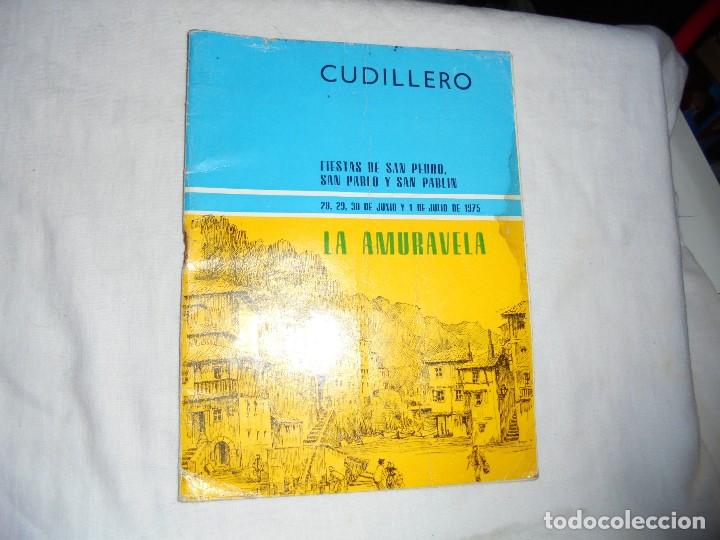 CUDILLERO
FIESTAS DE SAN PEDRO,
SAN PABLO Y SAN PABLIN
28, 29, 30 DE JUNIO Y 1 DE JULIO DE 1975
LA AMURAVELA
todocoleccion.net